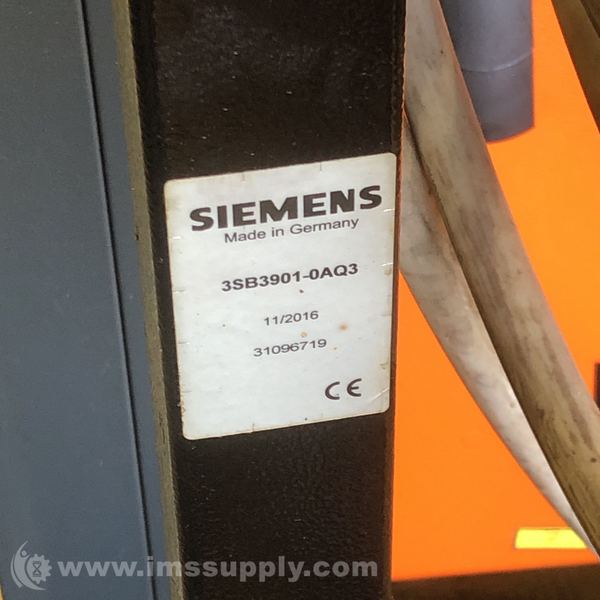 SIEMENS
Made in Germany
3SB3901-0AQ3
11/2016
31096719
CE
www.imssupply.com